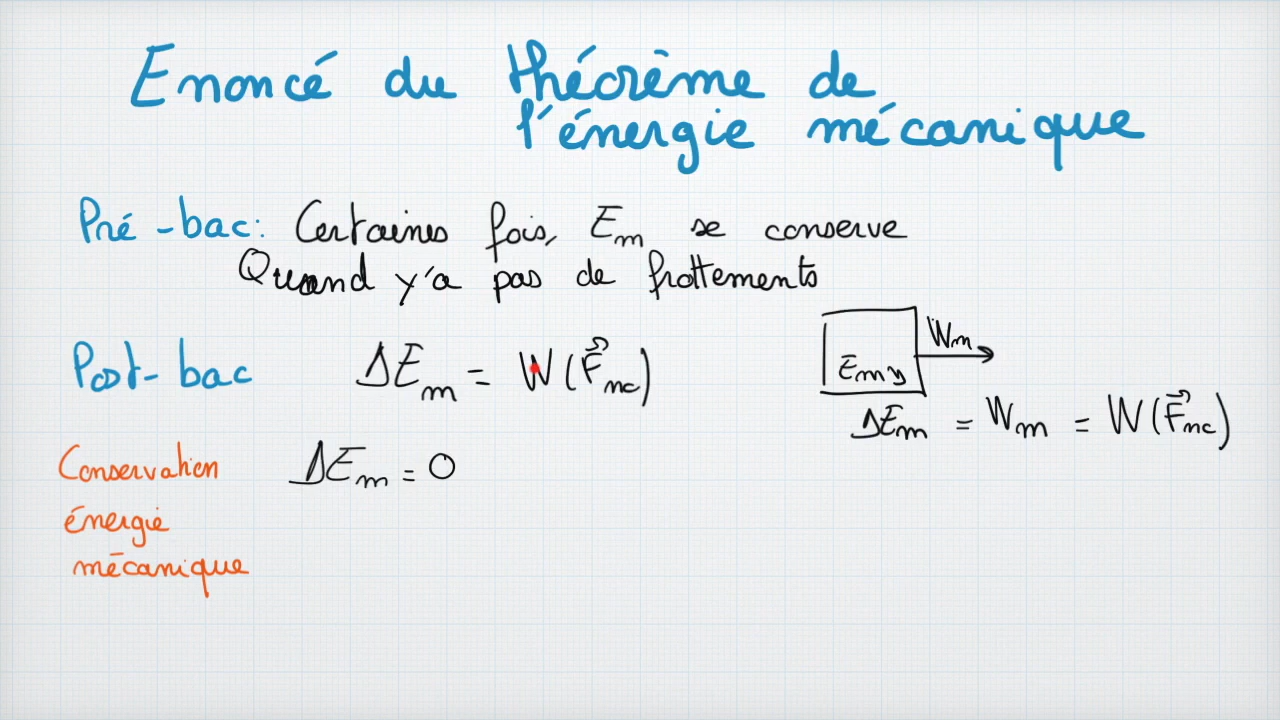 Enoncé du théorème de
l'énergie mécanique
Pré-bac: Certaines fois, Em se conserve
Quand y'a pas de frottements
Post-bac ΔEm = W(F⃗nc)
Wm
Em
ΔEm = Wm = W(F⃗nc)
Conservation ΔEm = 0
énergie
mécanique